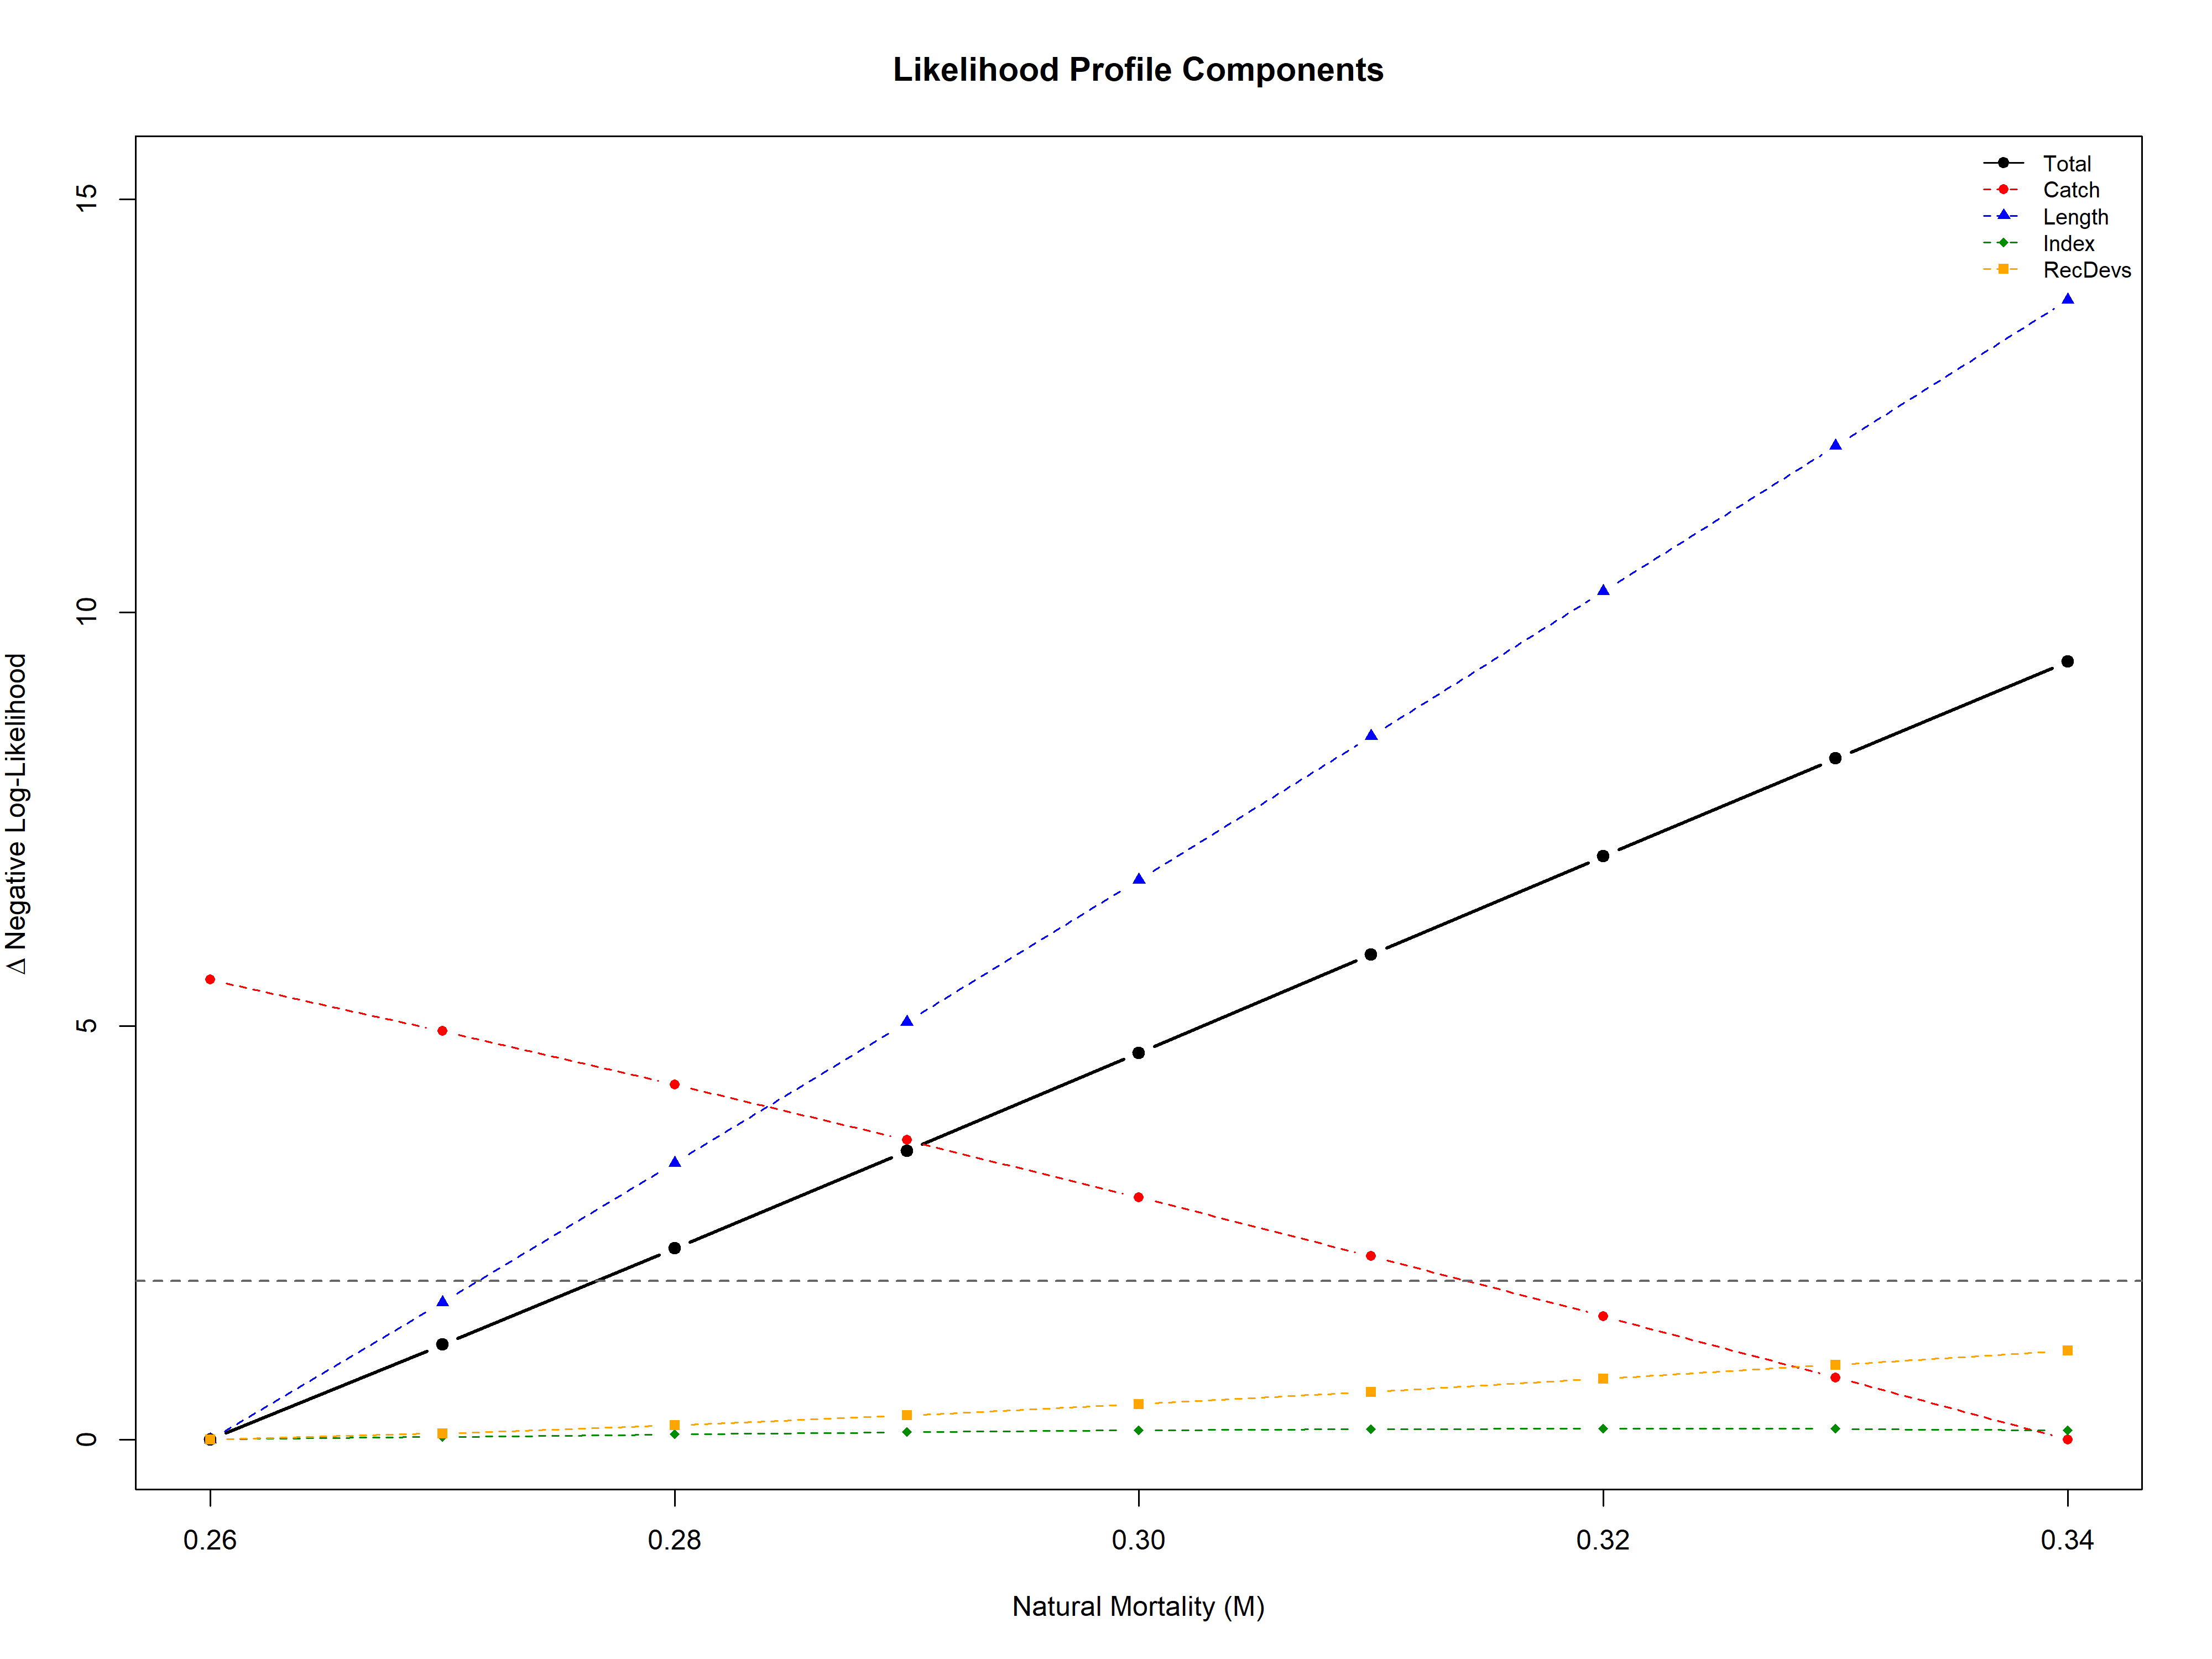 Likelihood Profile Components
Total
Catch
Length
Index
RecDevs
15
10
5
0
Δ Negative Log-Likelihood
0.26 0.28 0.30 0.32 0.34
Natural Mortality (M)